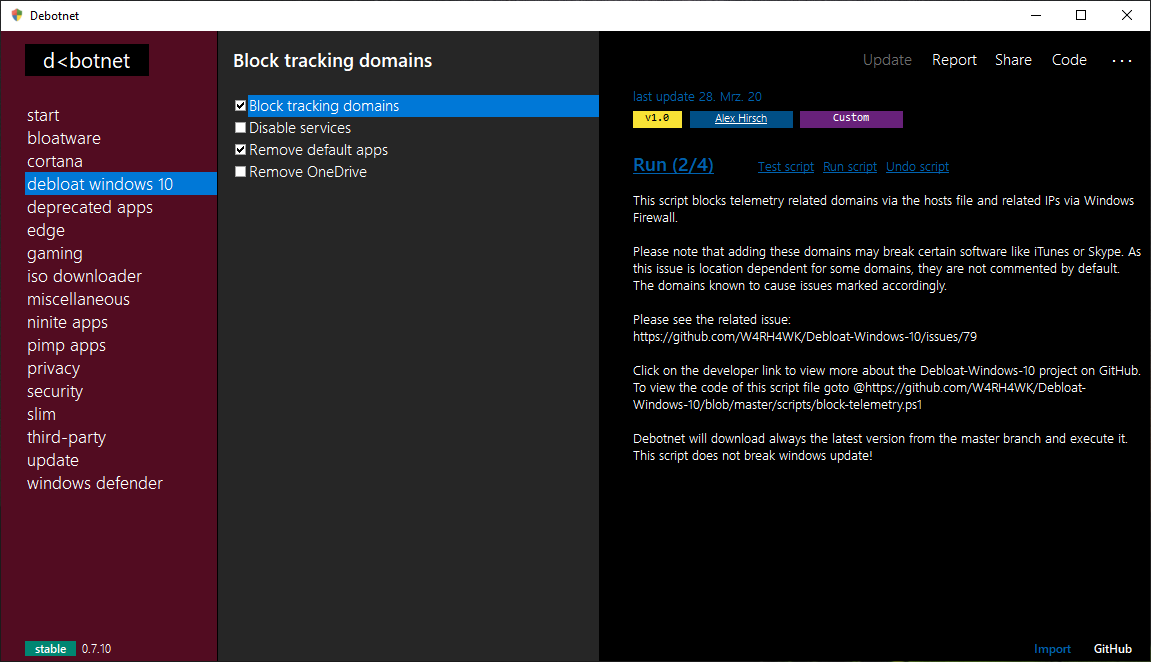 Debotnet
d<botnet
start
bloatware
cortana
debloat windows 10
deprecated apps
edge
gaming
iso downloader
miscellaneous
ninite apps
pimp apps
privacy
security
slim
third-party
update
windows defender
stable 0.7.10
Block tracking domains
Block tracking domains
Disable services
Remove default apps
Remove OneDrive
Update Report Share Code ...
last update 28. Mrz. 20
v1.0 Alex Hirsch Custom
Run (2/4) Test script Run script Undo script
This script blocks telemetry related domains via the hosts file and related IPs via Windows
Firewall.
Please note that adding these domains may break certain software like iTunes or Skype. As
this issue is location dependent for some domains, they are not commented by default.
The domains known to cause issues marked accordingly.
Please see the related issue:
https://github.com/W4RH4WK/Debloat-Windows-10/issues/79
Click on the developer link to view more about the Debloat-Windows-10 project on GitHub.
To view the code of this script file goto @https://github.com/W4RH4WK/Debloat-
Windows-10/blob/master/scripts/block-telemetry.ps1
Debotnet will download always the latest version from the master branch and execute it.
This script does not break windows update!
Import GitHub